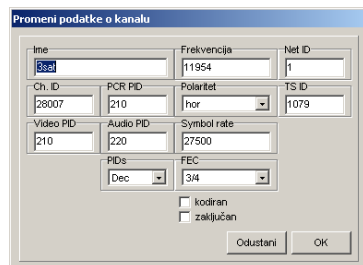 Promeni podatke o kanalu
Ime Frekvencija Net ID
3sat 11954 1
Ch. ID PCR PID Polaritet TS ID
28007 210 hor 1079
Video PID Audio PID Symbol rate
210 220 27500
PIDs FEC
Dec 3/4
kodiran
zaključan
Odustani OK